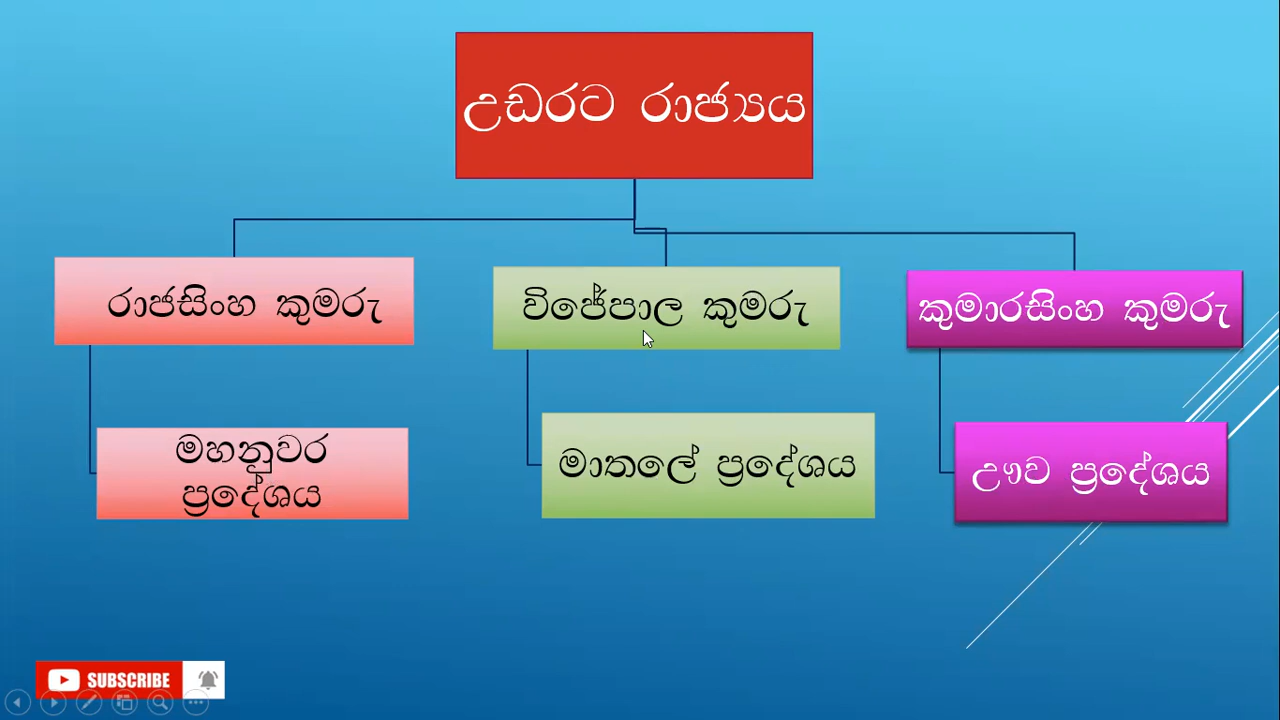 උඩරට රාජ්‍යය
රාජසිංහ කුමරු
විජේපාල කුමරු
කුමාරසිංහ කුමරු
මහනුවර
ප්‍රදේශය
මාතලේ ප්‍රදේශය
ඌව ප්‍රදේශය
SUBSCRIBE